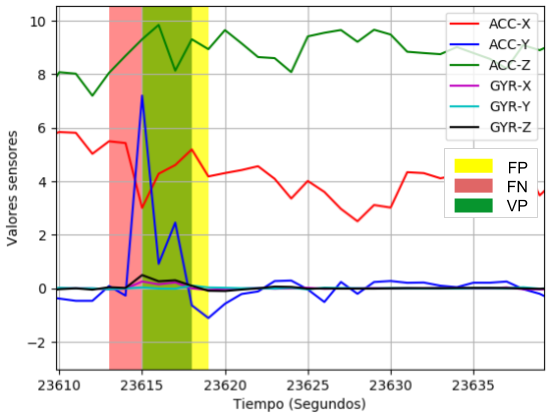 10
8
6
4
2
0
−2
Valores sensores
23610
23615
23620
23625
23630
23635
Tiempo (Segundos)
ACC-X
ACC-Y
ACC-Z
GYR-X
GYR-Y
GYR-Z
FP
FN
VP